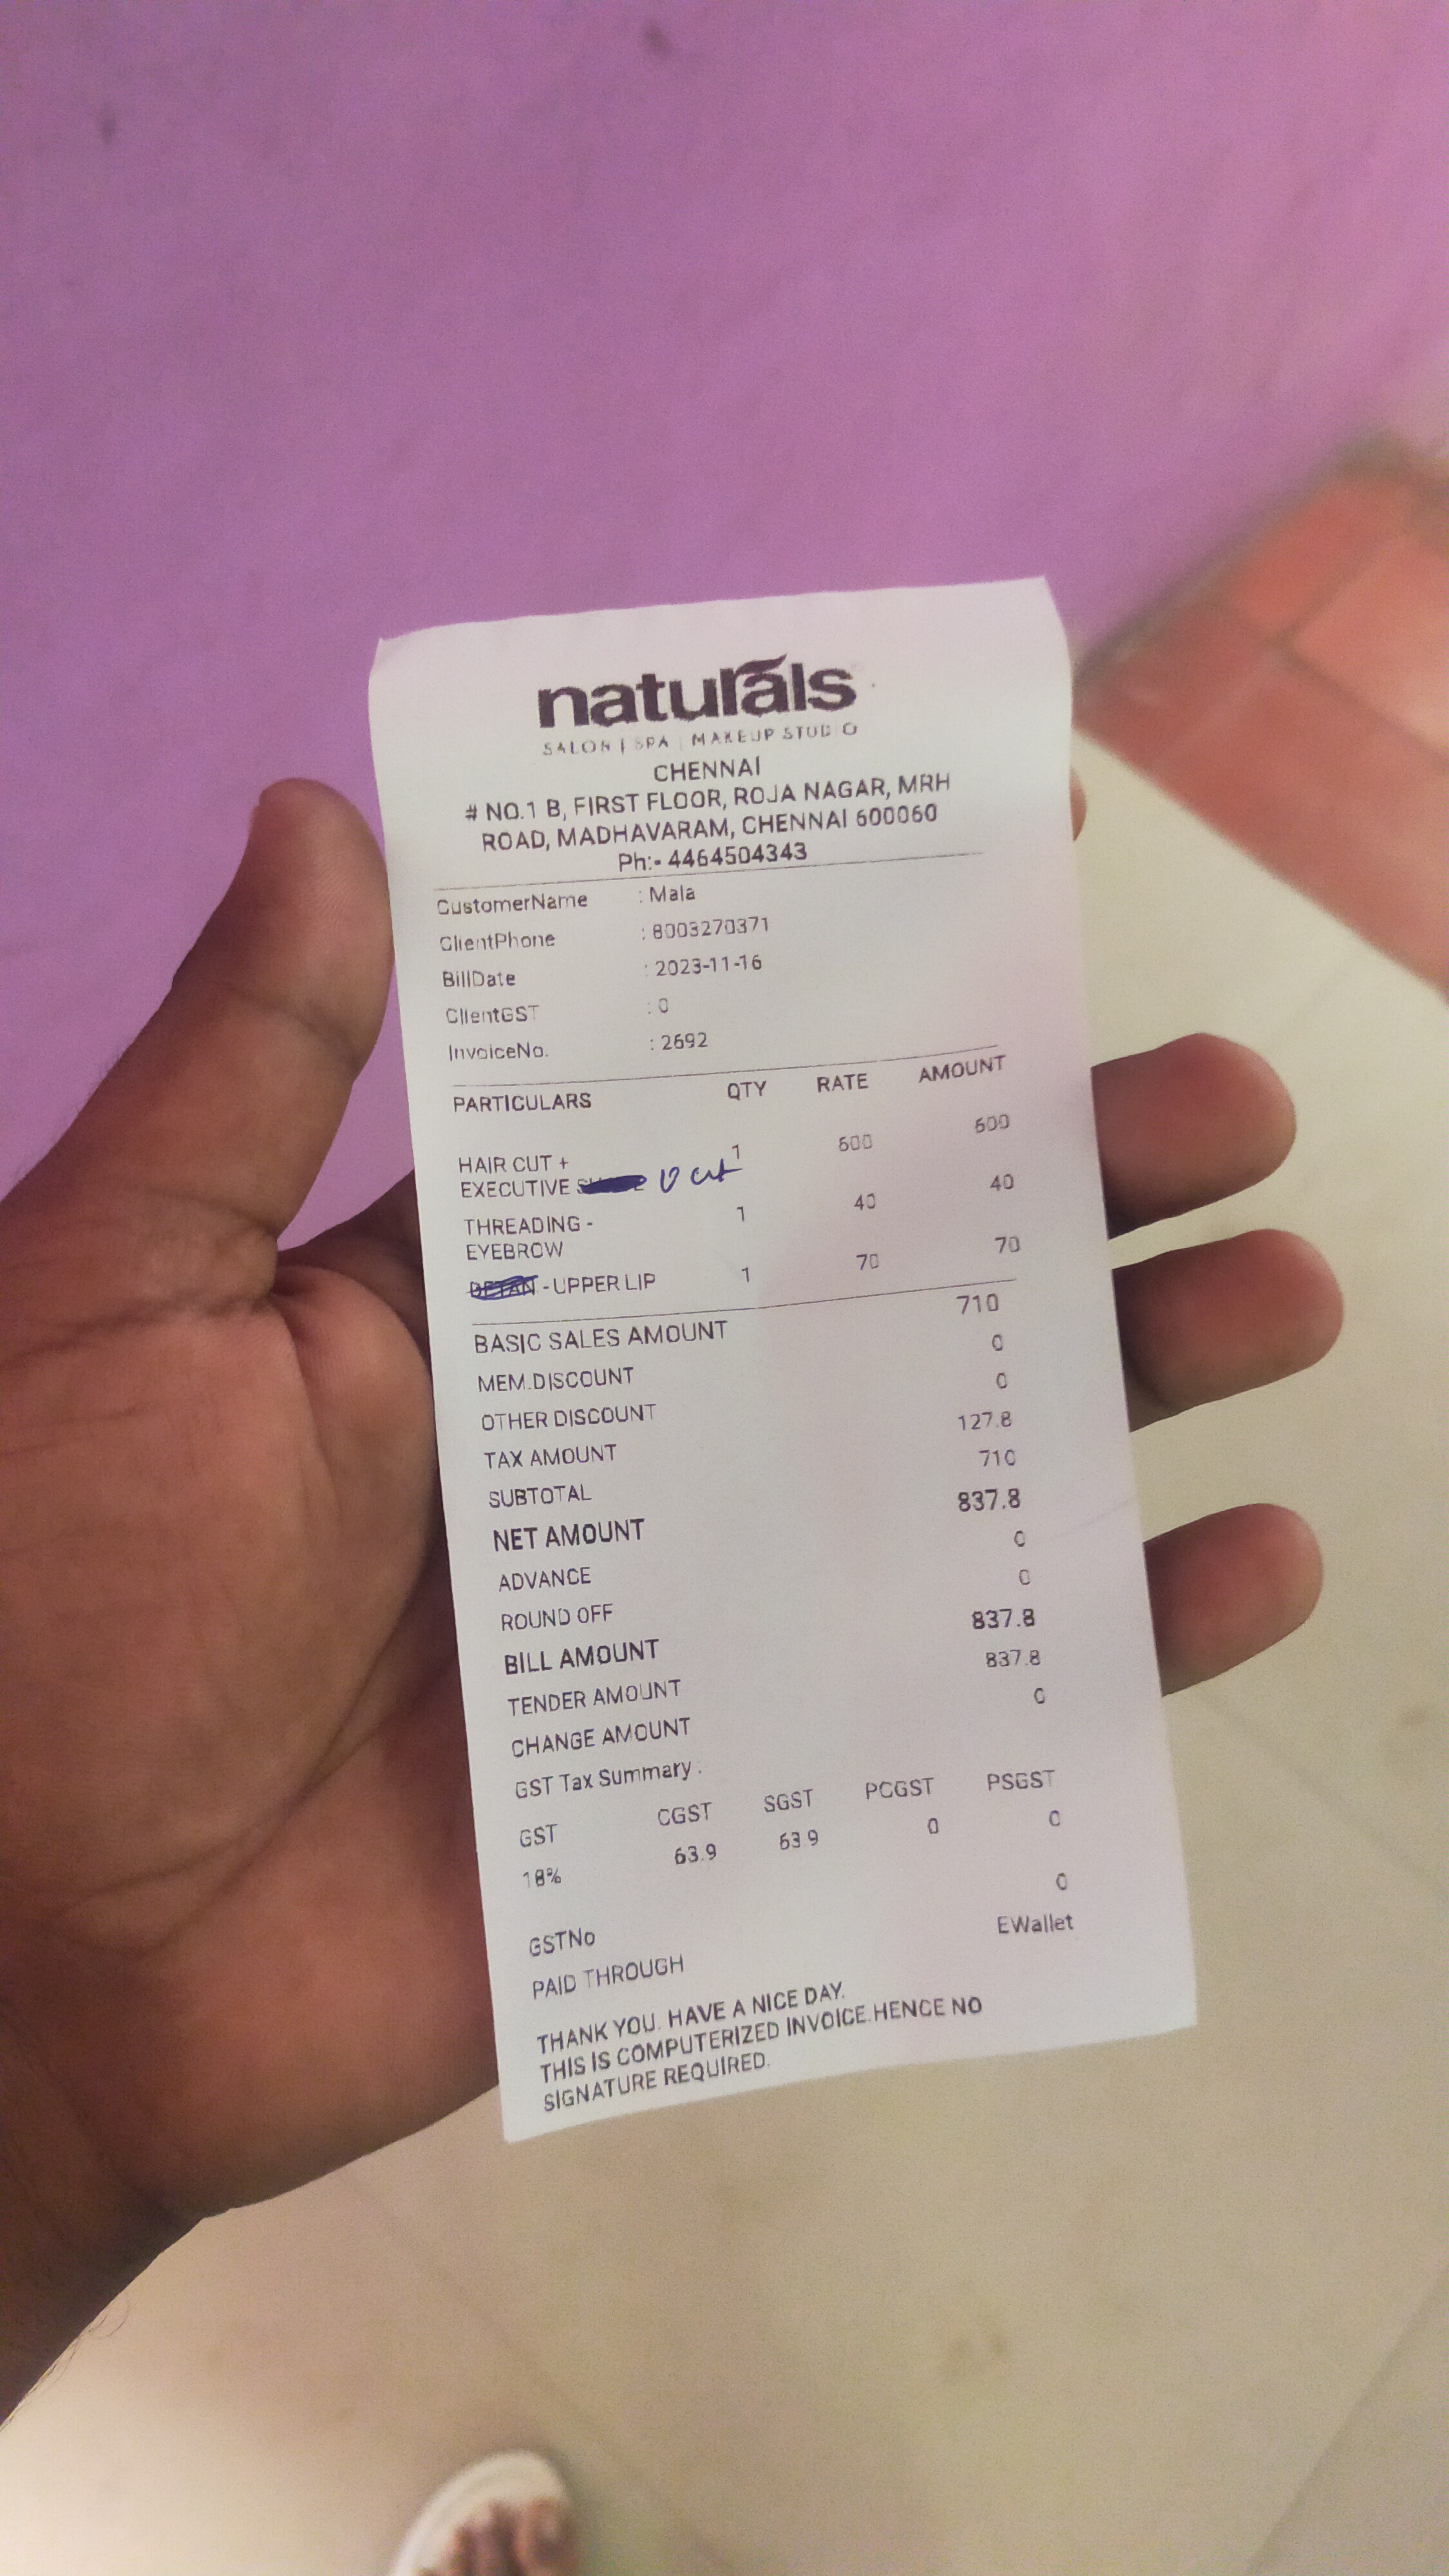 naturals
SALON | SPA | MAKEUP STUDIO
CHENNAI
# NO.1 B, FIRST FLOOR, ROJA NAGAR, MRH
ROAD, MADHAVARAM, CHENNAI 600060
Ph:- 4464504343
CustomerName : Mala
ClientPhone : 8003270371
BillDate : 2023-11-16
ClientGST : 0
InvoiceNo. : 2692
PARTICULARS QTY RATE AMOUNT
HAIR CUT + 1 600 600
EXECUTIVE U cut
THREADING - 1 40 40
EYEBROW
DETAN - UPPER LIP 1 70 70
BASIC SALES AMOUNT 710
MEM.DISCOUNT 0
OTHER DISCOUNT 0
TAX AMOUNT 127.8
SUBTOTAL 710
NET AMOUNT 837.8
ADVANCE 0
ROUND OFF 0
BILL AMOUNT 837.8
TENDER AMOUNT 837.8
CHANGE AMOUNT 0
GST Tax Summary :
GST CGST SGST PCGST PSGST
18% 63.9 63.9 0 0
GSTNo 0
PAID THROUGH EWallet
THANK YOU. HAVE A NICE DAY.
THIS IS COMPUTERIZED INVOICE.HENCE NO
SIGNATURE REQUIRED.